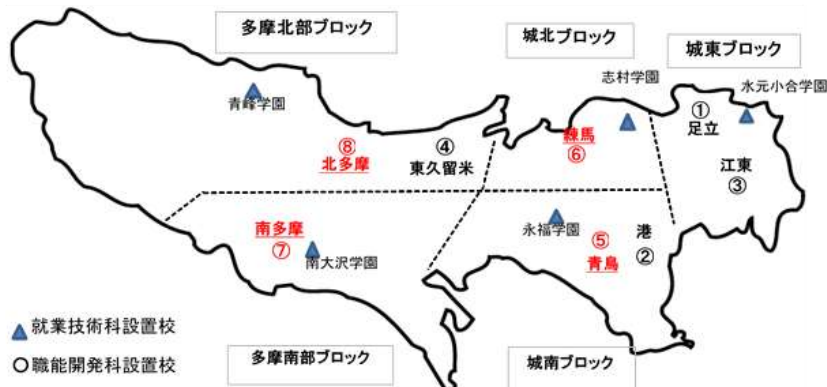 多摩北部ブロック
城北ブロック
城東ブロック
志村学園
水元小合学園
青峰学園
①
足立
⑧
北多摩
④
東久留米
練馬
⑥
江東
③
南多摩
⑦
南大沢学園
永福学園
⑤
青鳥
港
②
就業技術科設置校
職能開発科設置校
多摩南部ブロック
城南ブロック